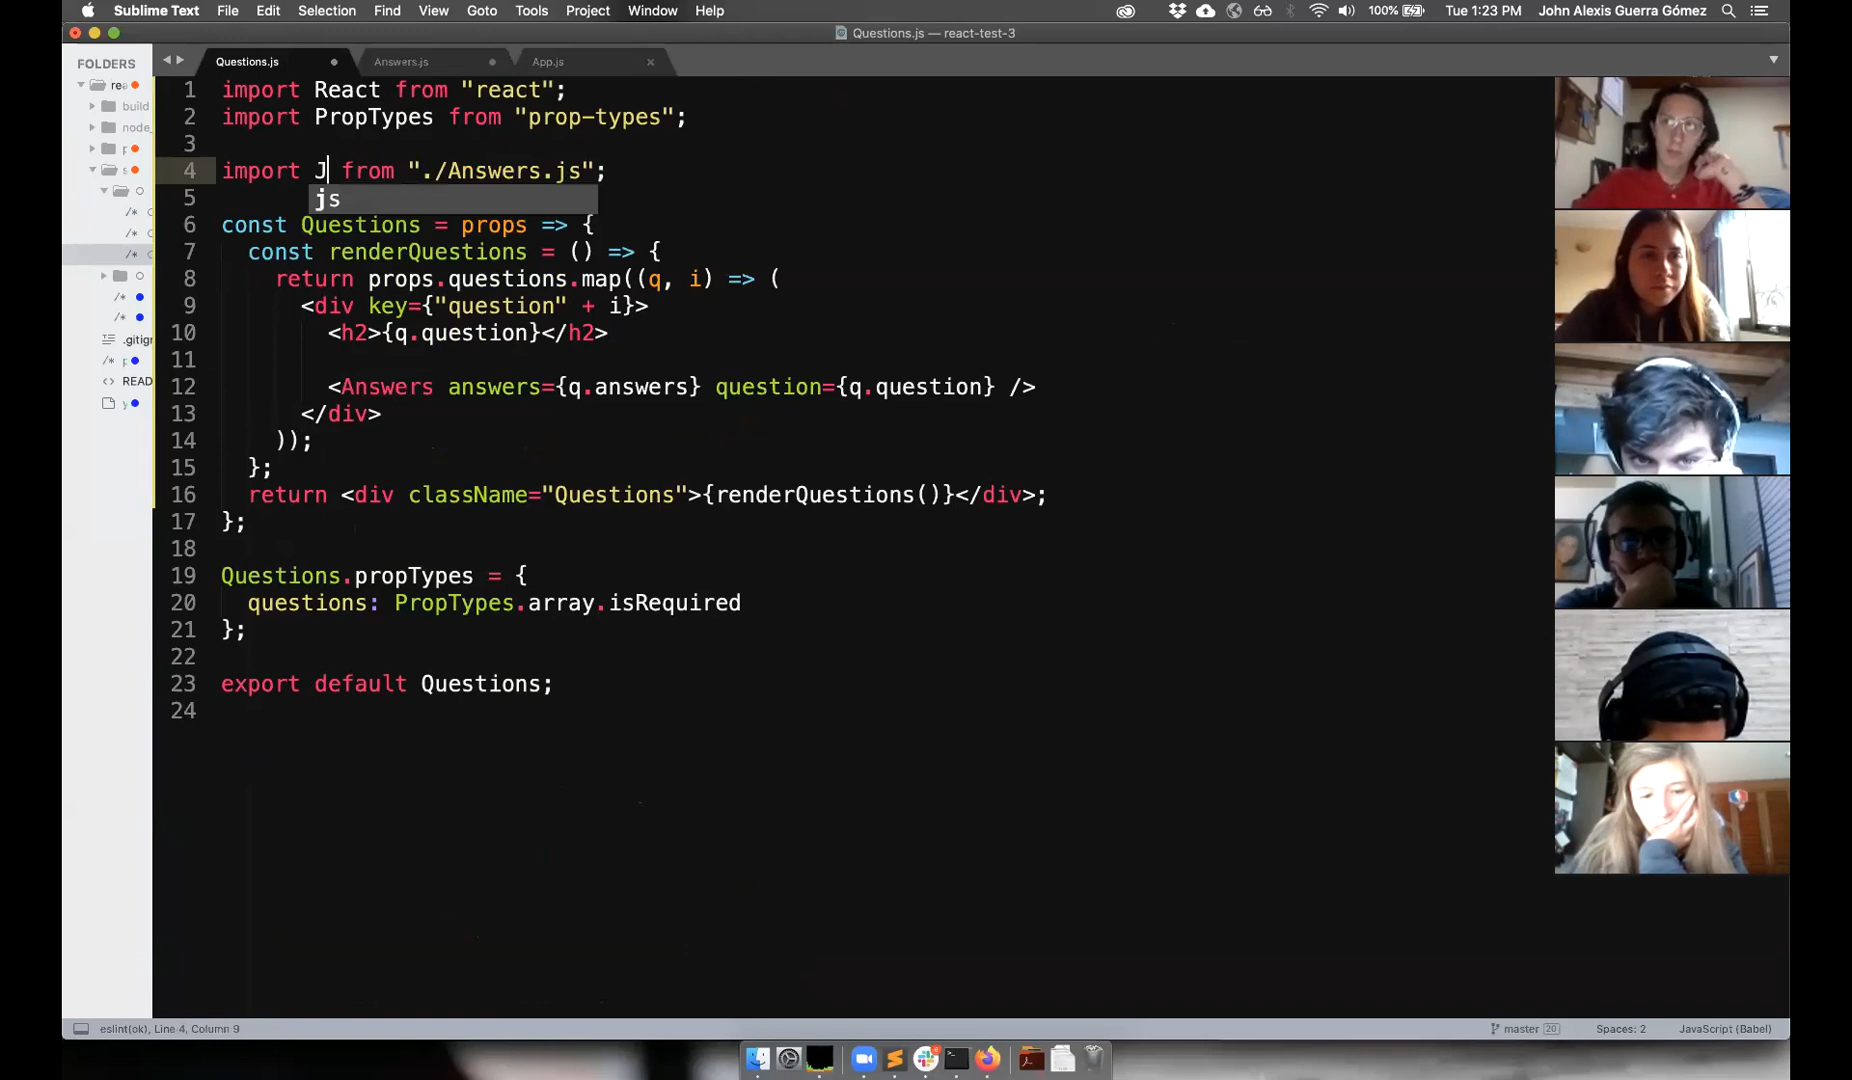 Sublime Text File Edit Selection Find View Goto Tools Project Window Help 100% Tue 1:23 PM John Alexis Guerra Gómez
Questions.js — react-test-3
FOLDERS
Questions.js Answers.js App.js
re
build
node_
p
s
.gitign
p
READ
y
1 import React from "react";
2 import PropTypes from "prop-types";
3
4 import J from "./Answers.js";
js
5
6 const Questions = props => {
7 const renderQuestions = () => {
8 return props.questions.map((q, i) => (
9 <div key={"question" + i}>
10 <h2>{q.question}</h2>
11
12 <Answers answers={q.answers} question={q.question} />
13 </div>
14 ));
15 };
16 return <div className="Questions">{renderQuestions()}</div>;
17 };
18
19 Questions.propTypes = {
20 questions: PropTypes.array.isRequired
21 };
22
23 export default Questions;
24
eslint(ok), Line 4, Column 9 master 20 Spaces: 2 JavaScript (Babel)